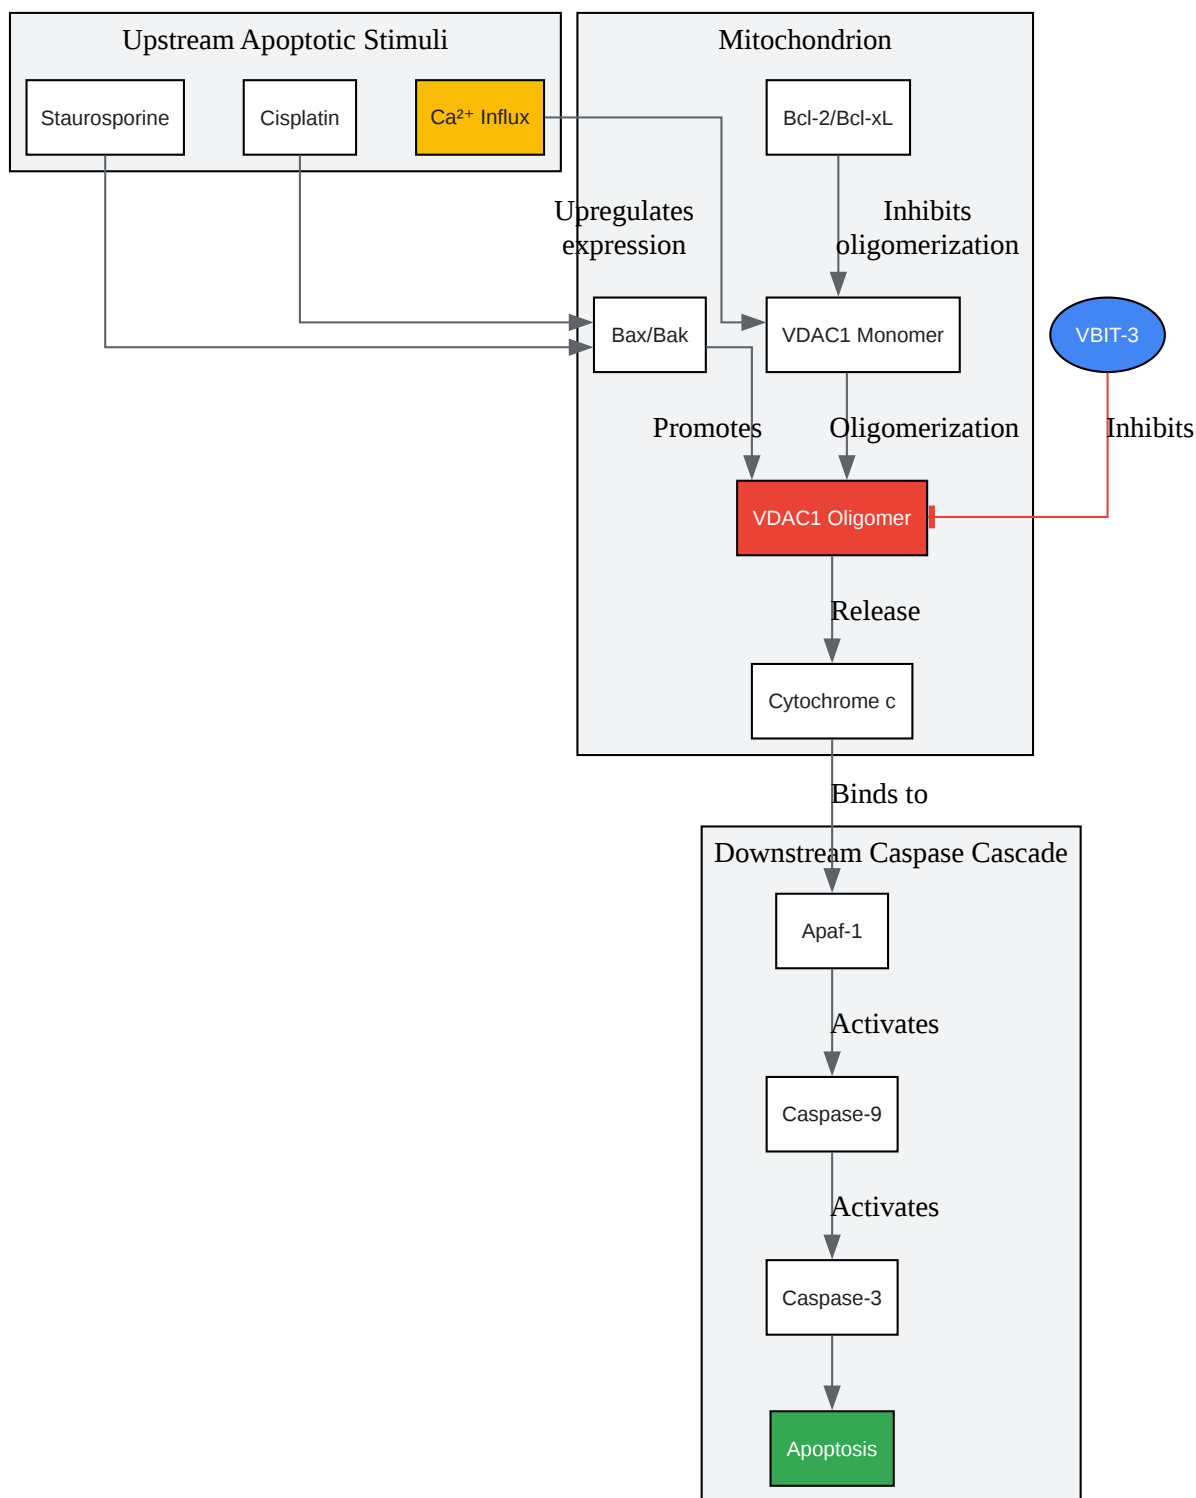 Upstream Apoptotic Stimuli
Mitochondrion
Staurosporine
Cisplatin
Ca²⁺ Influx
Bcl-2/Bcl-xL
Upregulates
expression
Inhibits
oligomerization
Bax/Bak
VDAC1 Monomer
VBIT-3
Promotes
Oligomerization
Inhibits
VDAC1 Oligomer
Release
Cytochrome c
Binds to
Downstream Caspase Cascade
Apaf-1
Activates
Caspase-9
Activates
Caspase-3
Apoptosis